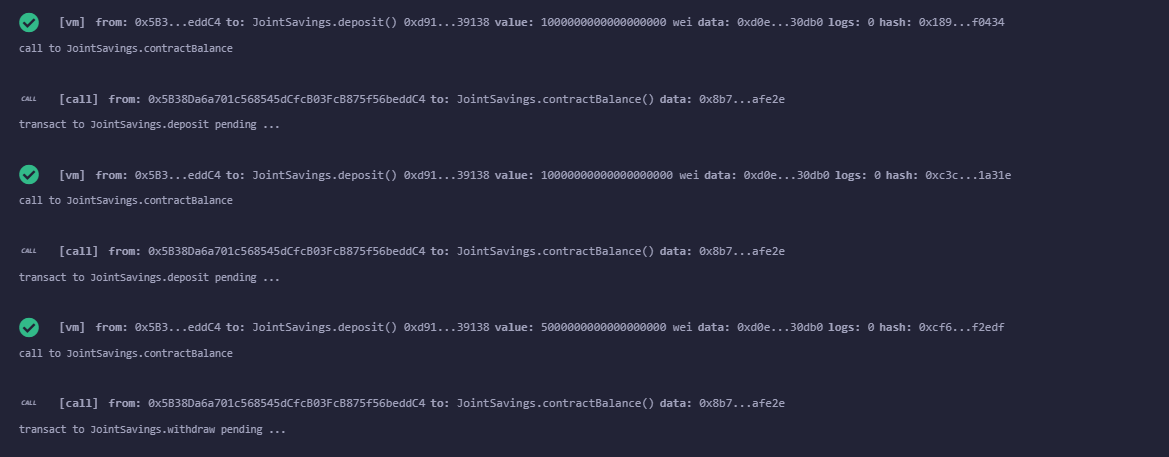 [vm] from: 0x5B3...eddC4 to: JointSavings.deposit() 0xd91...39138 value: 1000000000000000000 wei data: 0xd0e...30db0 logs: 0 hash: 0x189...f0434
call to JointSavings.contractBalance
CALL [call] from: 0x5B38Da6a701c568545dCfcB03FcB875f56beddC4 to: JointSavings.contractBalance() data: 0x8b7...afe2e
transact to JointSavings.deposit pending ...
[vm] from: 0x5B3...eddC4 to: JointSavings.deposit() 0xd91...39138 value: 10000000000000000000 wei data: 0xd0e...30db0 logs: 0 hash: 0xc3c...1a31e
call to JointSavings.contractBalance
CALL [call] from: 0x5B38Da6a701c568545dCfcB03FcB875f56beddC4 to: JointSavings.contractBalance() data: 0x8b7...afe2e
transact to JointSavings.deposit pending ...
[vm] from: 0x5B3...eddC4 to: JointSavings.deposit() 0xd91...39138 value: 5000000000000000000 wei data: 0xd0e...30db0 logs: 0 hash: 0xcf6...f2edf
call to JointSavings.contractBalance
CALL [call] from: 0x5B38Da6a701c568545dCfcB03FcB875f56beddC4 to: JointSavings.contractBalance() data: 0x8b7...afe2e
transact to JointSavings.withdraw pending ...